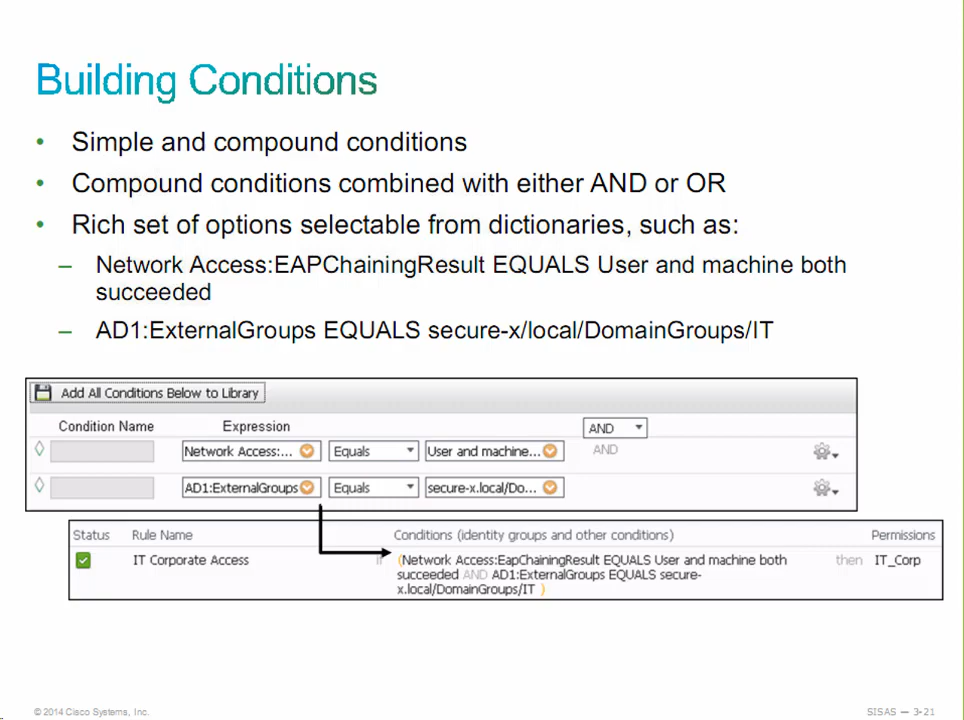 Building Conditions
• Simple and compound conditions
• Compound conditions combined with either AND or OR
• Rich set of options selectable from dictionaries, such as:
– Network Access:EAPChainingResult EQUALS User and machine both
succeeded
– AD1:ExternalGroups EQUALS secure-x/local/DomainGroups/IT
Add All Conditions Below to Library
Condition Name Expression AND
Network Access:... Equals User and machine... AND
AD1:ExternalGroups Equals secure-x.local/Do...
Status Rule Name Conditions (identity groups and other conditions) Permissions
IT Corporate Access if (Network Access:EapChainingResult EQUALS User and machine both then IT_Corp
succeeded AND AD1:ExternalGroups EQUALS secure-
x.local/DomainGroups/IT )
© 2014 Cisco Systems, Inc. SISAS — 3-21